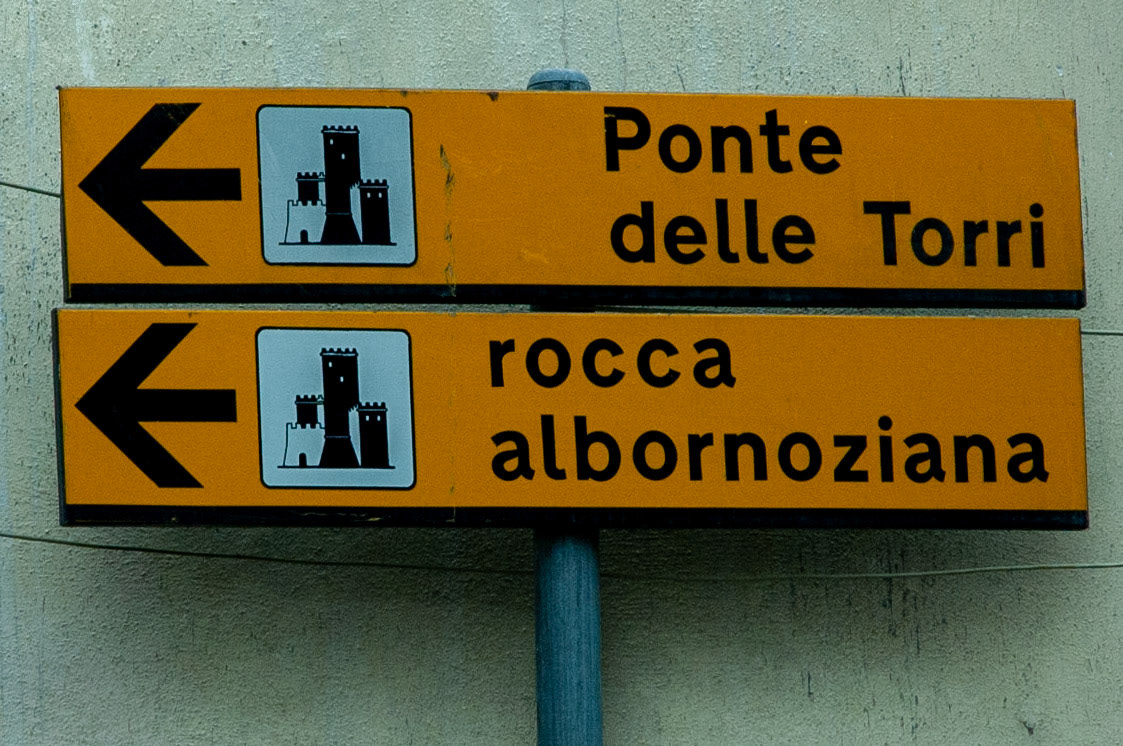 Ponte
delle Torri
rocca
albornoziana